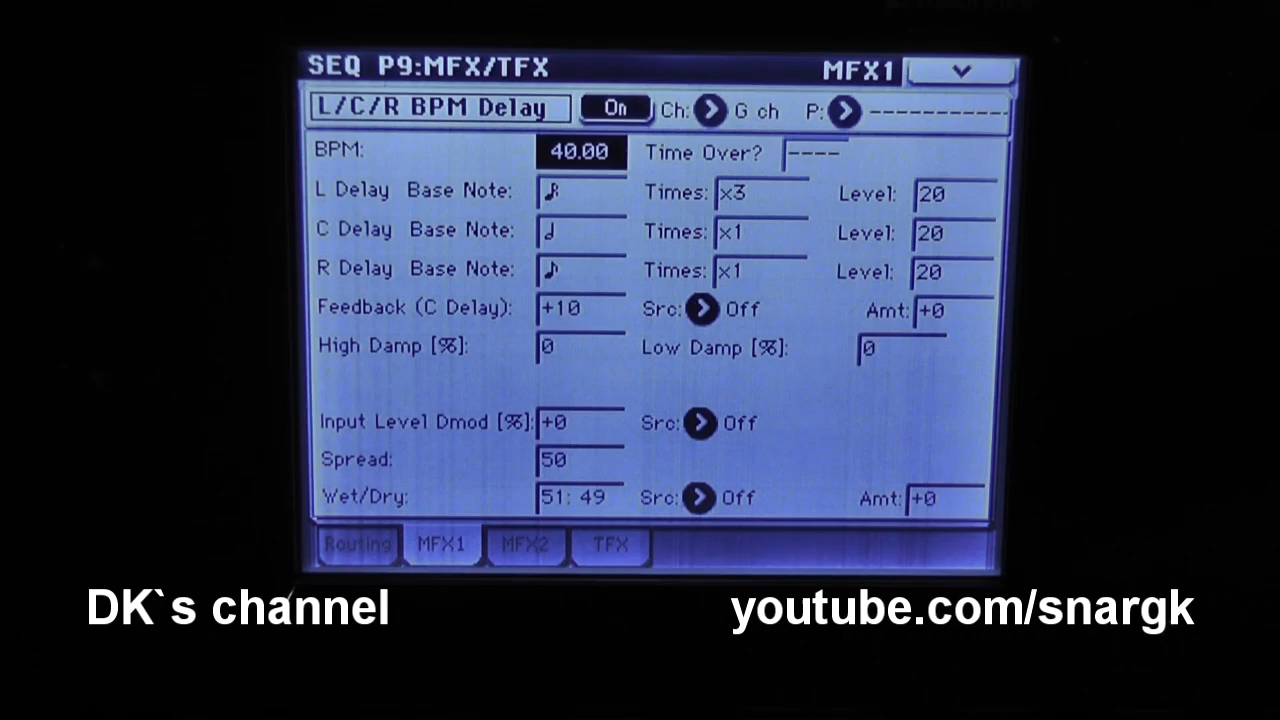 SEQ P9:MFX/TFX MFX1
L/C/R BPM Delay On Ch: G ch P: ------------
BPM: 40.00 Time Over? ----
L Delay Base Note: Times: x3 Level: 20
C Delay Base Note: Times: x1 Level: 20
R Delay Base Note: Times: x1 Level: 20
Feedback (C Delay): +10 Src: Off Amt: +0
High Damp [%]: 0 Low Damp [%]: 0
Input Level Dmod [%]: +0 Src: Off
Spread: 50
Wet/Dry: 51: 49 Src: Off Amt: +0
Routing MFX1 MFX2 TFX
DK`s channel youtube.com/snargk